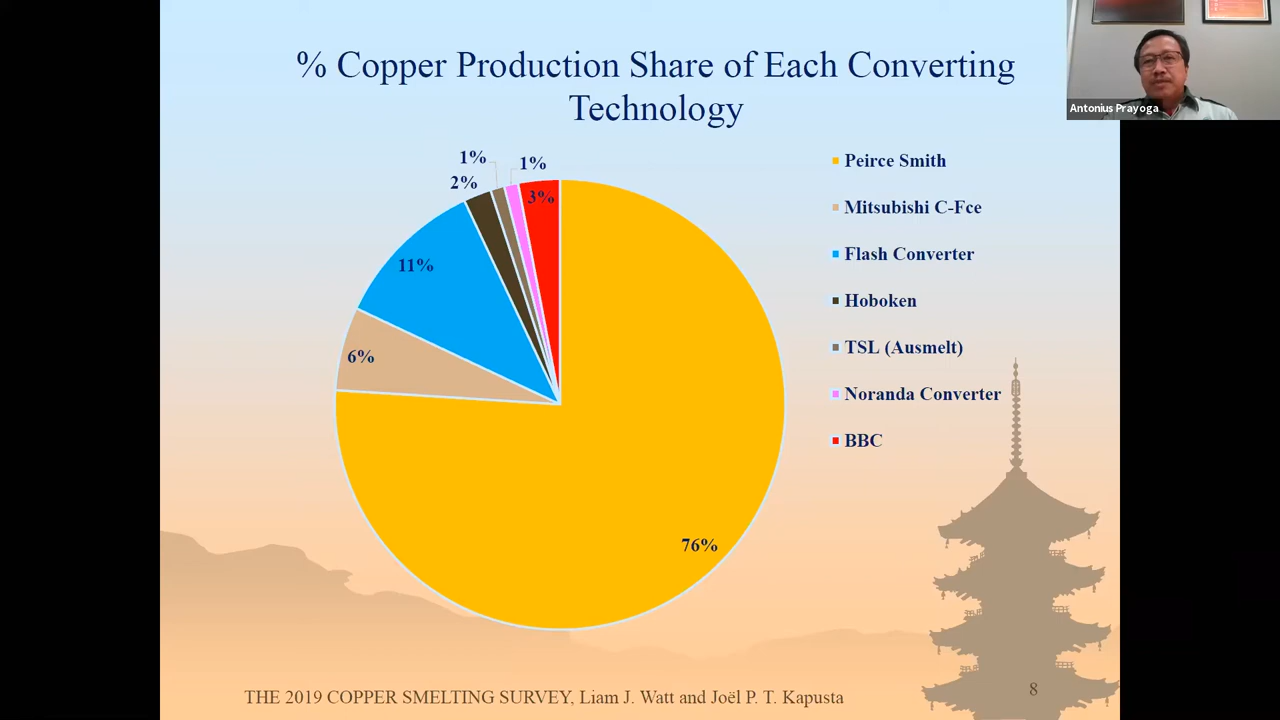 % Copper Production Share of Each Converting
Technology
Antonius Prayoga
1%
1%
2%
3%
11%
6%
76%
Peirce Smith
Mitsubishi C-Fce
Flash Converter
Hoboken
TSL (Ausmelt)
Noranda Converter
BBC
THE 2019 COPPER SMELTING SURVEY, Liam J. Watt and Joël P. T. Kapusta
8